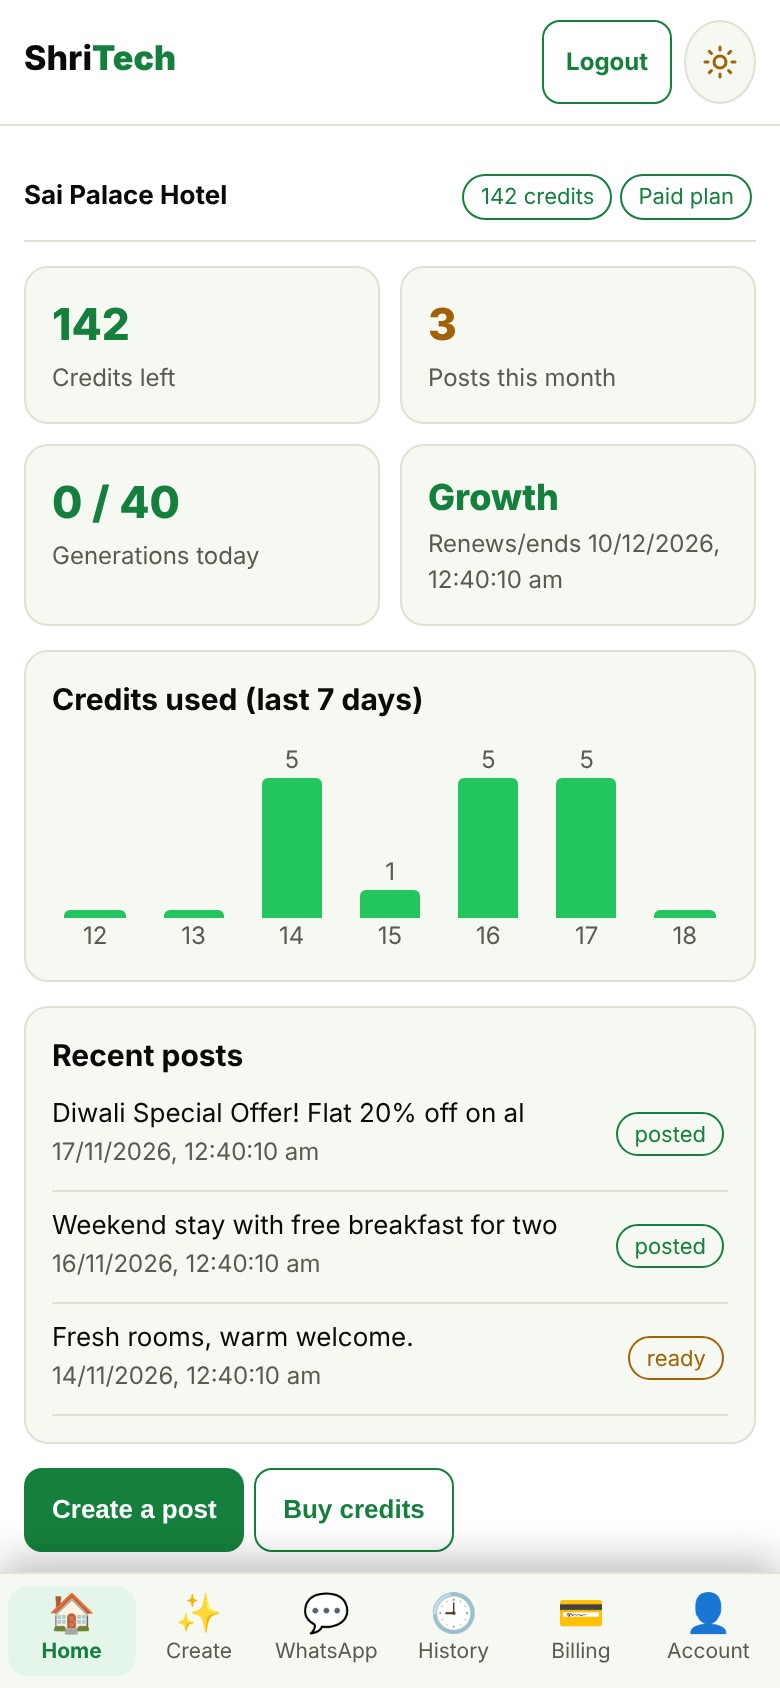 ShriTech
Logout
Sai Palace Hotel
142 credits
Paid plan
142
Credits left
3
Posts this month
0 / 40
Generations today
Growth
Renews/ends 10/12/2026,
12:40:10 am
Credits used (last 7 days)
5
1
5
5
12 13 14 15 16 17 18
Recent posts
Diwali Special Offer! Flat 20% off on al
17/11/2026, 12:40:10 am
posted
Weekend stay with free breakfast for two
16/11/2026, 12:40:10 am
posted
Fresh rooms, warm welcome.
14/11/2026, 12:40:10 am
ready
Create a post
Buy credits
Home
Create
WhatsApp
History
Billing
Account